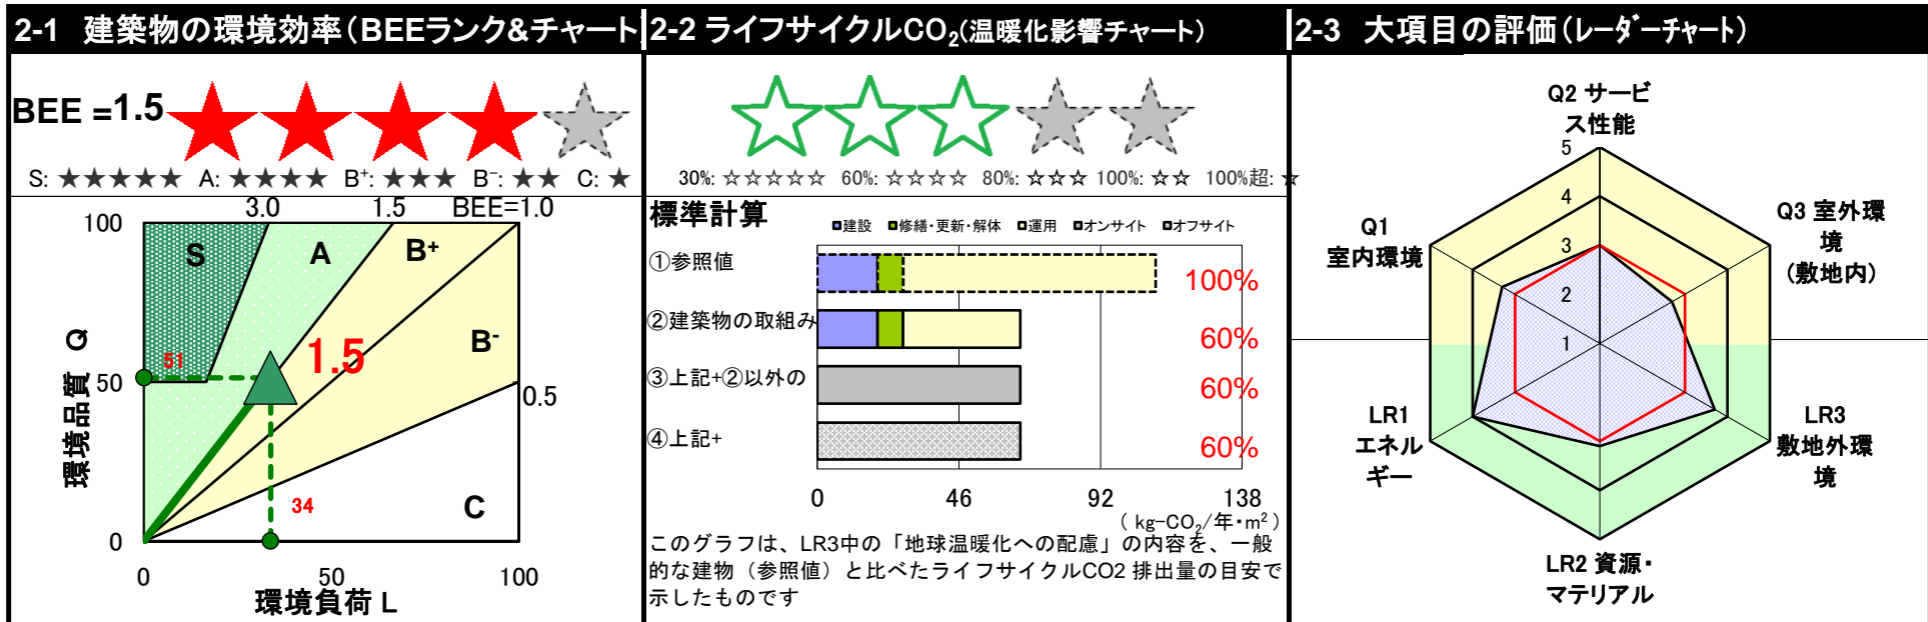 2-1 建築物の環境効率(BEEランク&チャート)
BEE = 1.5
S: ★★★★★ A: ★★★★ B+: ★★★ B-: ★★ C: ★
3.0 1.5 BEE=1.0
100
S
A
B+
B-
1.5
51
50
0.5
環境品質 Q
34
C
0
0 50 100
環境負荷 L
2-2 ライフサイクルCO2(温暖化影響チャート)
30%: ☆☆☆☆☆ 60%: ☆☆☆☆ 80%: ☆☆☆ 100%: ☆☆ 100%超: ☆
標準計算
建設 修繕・更新・解体 運用 オンサイト オフサイト
①参照値 100%
②建築物の取組み 60%
③上記+②以外の 60%
④上記+ 60%
0 46 92 138
( kg-CO2/年・m2 )
このグラフは、LR3中の「地球温暖化への配慮」の内容を、一般
的な建物(参照値)と比べたライフサイクルCO2 排出量の目安で
示したものです
2-3 大項目の評価(レーダーチャート)
Q2 サービ
ス性能
5
4
3
2
1
Q1
室内環境
Q3 室外環
境
(敷地内)
LR1
エネル
ギー
LR3
敷地外環
境
LR2 資源・
マテリアル